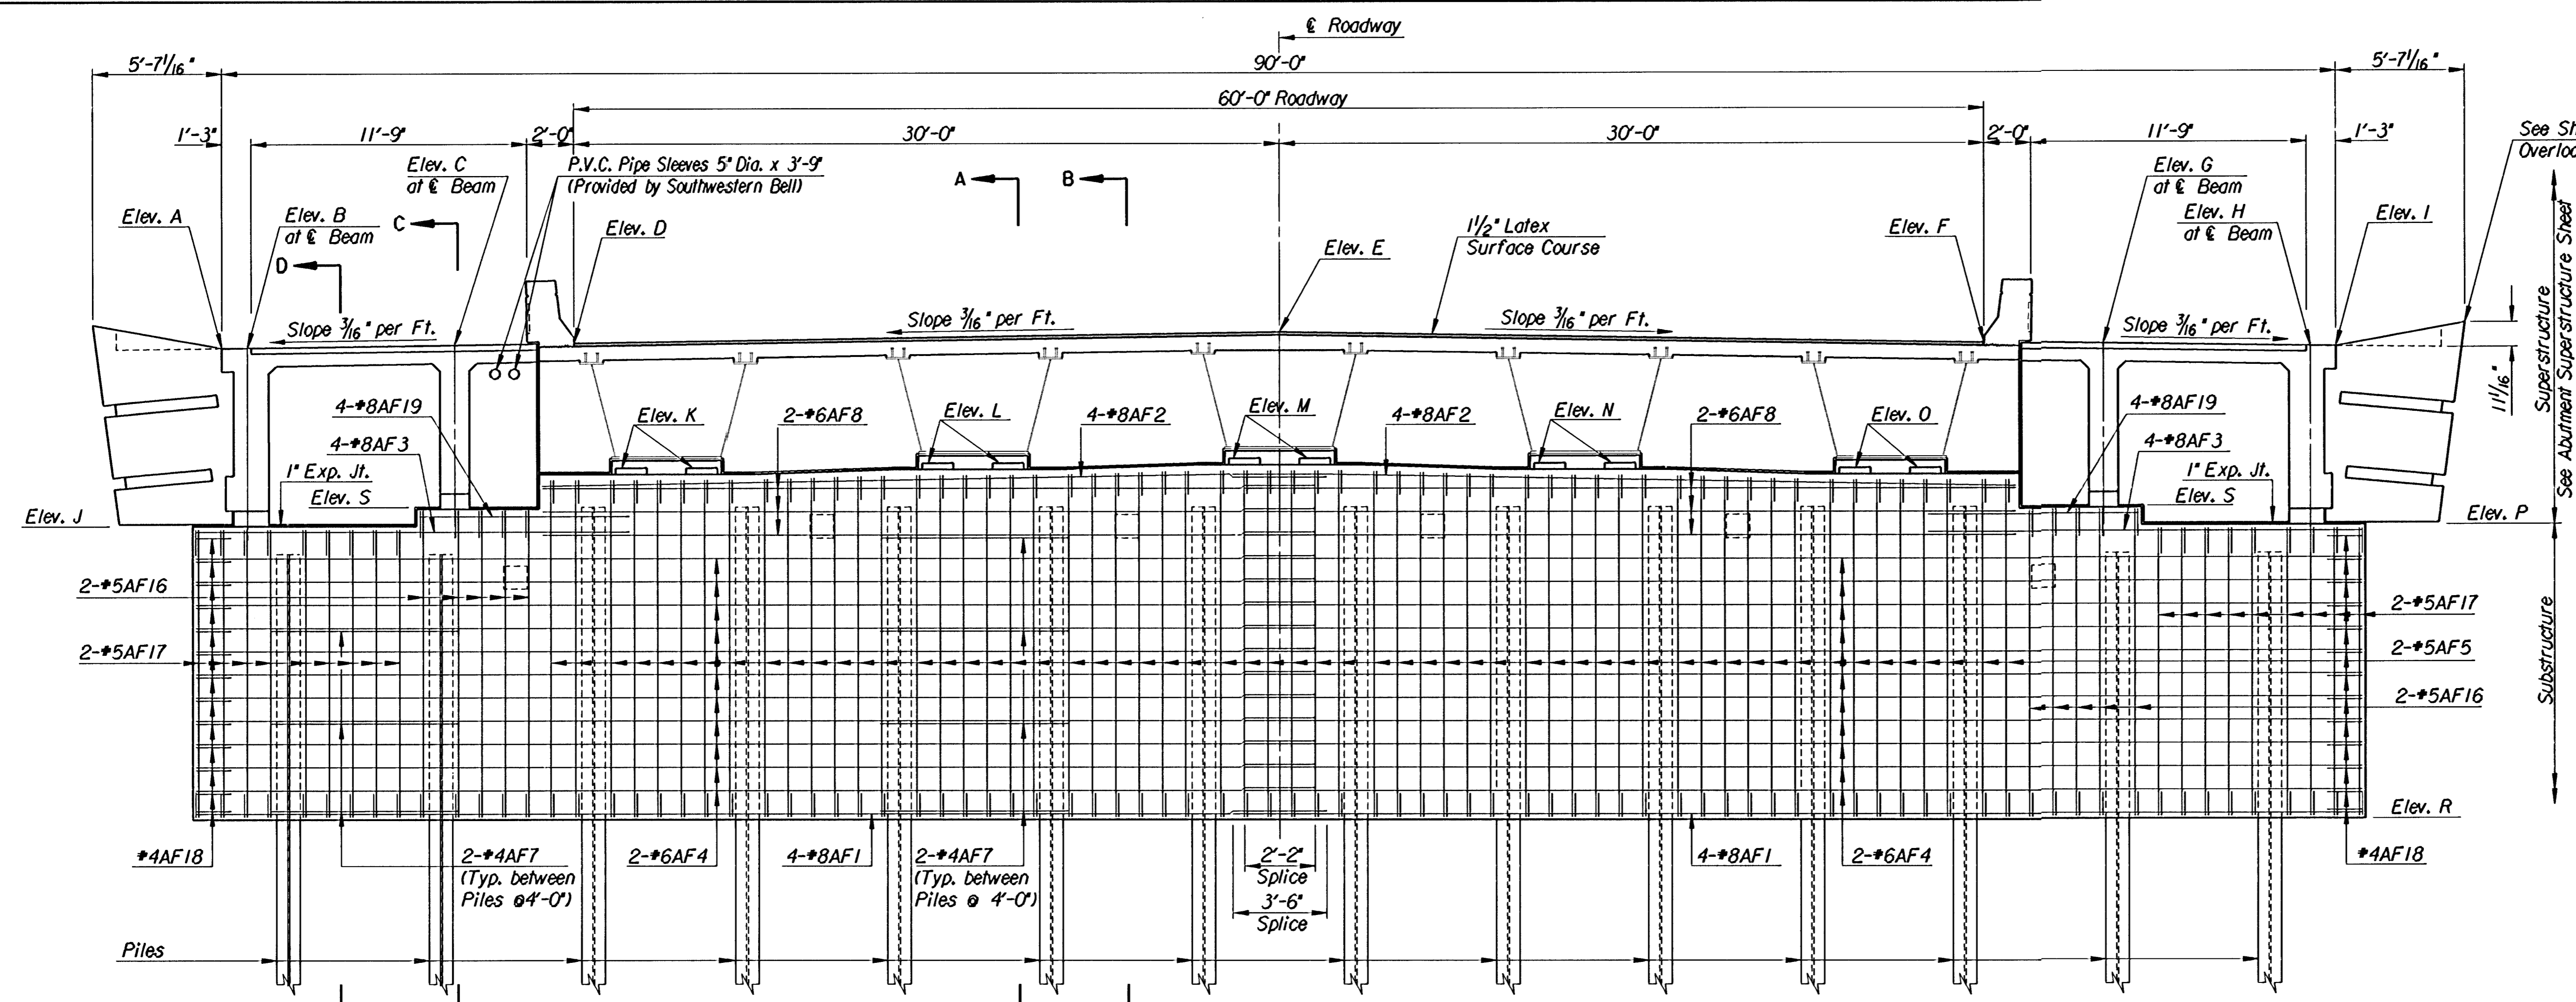 ℄ Roadway
5'-7 1/16"
90'-0"
5'-7 1/16"
60'-0" Roadway
1'-3"
11'-9"
2'-0"
30'-0"
30'-0"
2'-0"
11'-9"
1'-3"
See
Elev. C
at ℄ Beam
P.V.C. Pipe Sleeves 5" Dia. x 3'-9"
(Provided by Southwestern Bell)
A
B
Elev. G
at ℄ Beam
Elev. A
Elev. B
at ℄ Beam
C
D
Elev. D
Elev. E
1 1/2" Latex
Surface Course
Elev. F
Elev. H
at ℄ Beam
Elev. I
Slope 3/16" per Ft.
Slope 3/16" per Ft.
Slope 3/16" per Ft.
Slope 3/16" per Ft.
11 1/16"
Superstructure
See Abutment Superstructure Sheet
4-#8AF19
4-#8AF3
1" Exp. Jt.
Elev. S
Elev. J
Elev. K
2-#6AF8
Elev. L
4-#8AF2
Elev. M
4-#8AF2
Elev. N
2-#6AF8
Elev. O
4-#8AF19
4-#8AF3
1" Exp. Jt.
Elev. S
Elev. P
2-#5AF16
2-#5AF17
2-#5AF17
2-#5AF5
2-#5AF16
Substructure
Elev. R
#4AF18
2-#4AF7
(Typ. between
Piles @4'-0")
2-#6AF4
4-#8AF1
2-#4AF7
(Typ. between
Piles @ 4'-0")
2'-2"
Splice
3'-6"
Splice
4-#8AF1
2-#6AF4
#4AF18
Piles